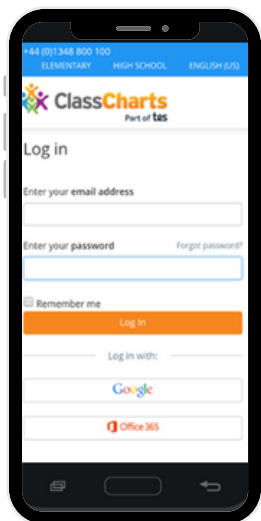 +44 (0)1348 800 100
ELEMENTARY HIGH SCHOOL ENGLISH (US)
ClassCharts
Part of tes
Log in
Enter your email address
Enter your password Forgot password?
Remember me
Log In
Log in with:
Google
Office 365